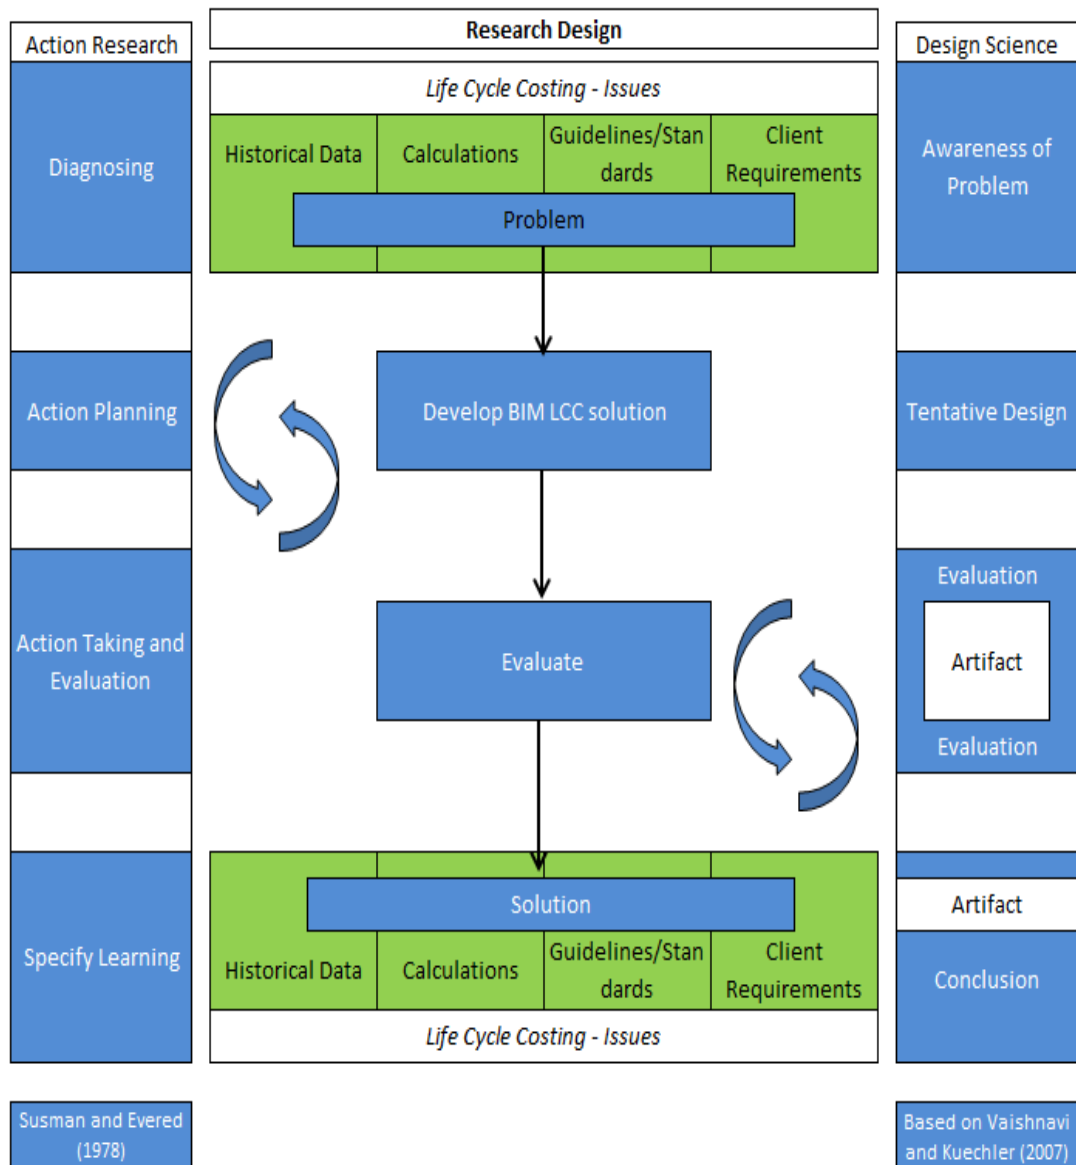 Research Design
Action Research
Design Science
Life Cycle Costing - Issues
Diagnosing
Historical Data
Calculations
Guidelines/Stan
dards
Client
Requirements
Problem
Awareness of
Problem
Action Planning
Develop BIM LCC solution
Tentative Design
Action Taking and
Evaluation
Evaluate
Evaluation
Artifact
Evaluation
Specify Learning
Solution
Historical Data
Calculations
Guidelines/Stan
dards
Client
Requirements
Life Cycle Costing - Issues
Artifact
Conclusion
Susman and Evered
(1978)
Based on Vaishnavi
and Kuechler (2007)